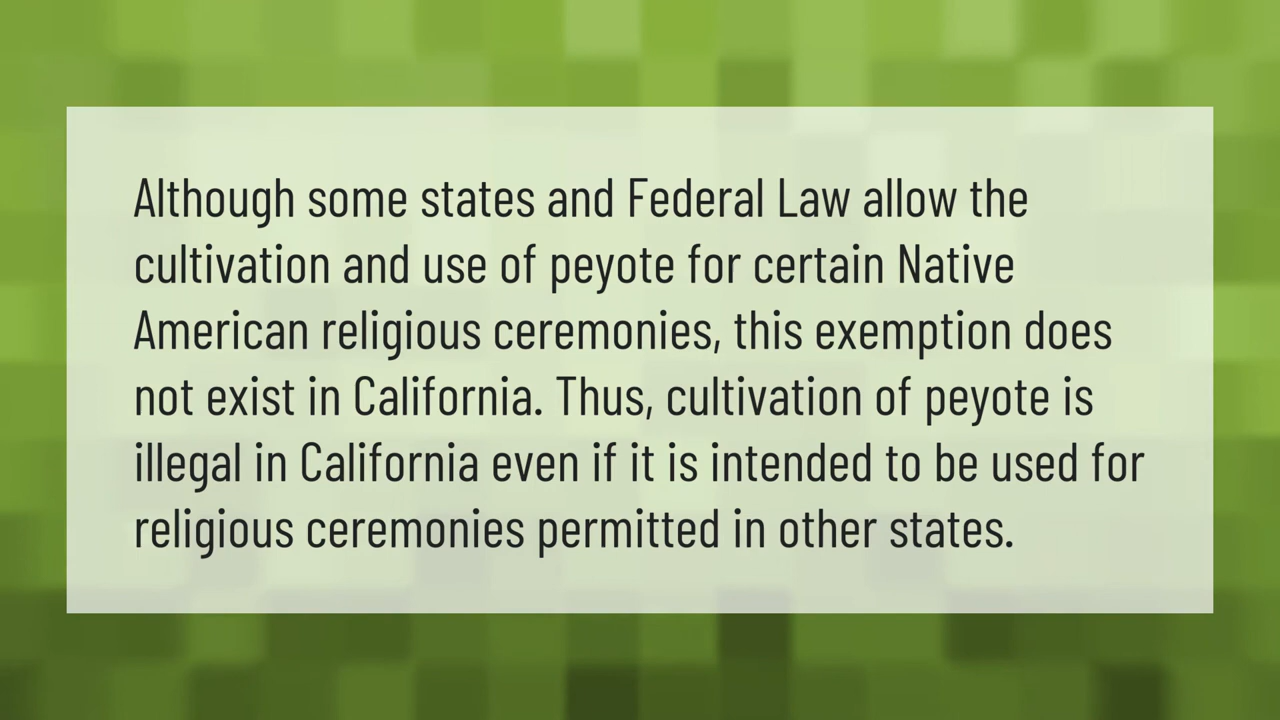 Although some states and Federal Law allow the
cultivation and use of peyote for certain Native
American religious ceremonies, this exemption does
not exist in California. Thus, cultivation of peyote is
illegal in California even if it is intended to be used for
religious ceremonies permitted in other states.